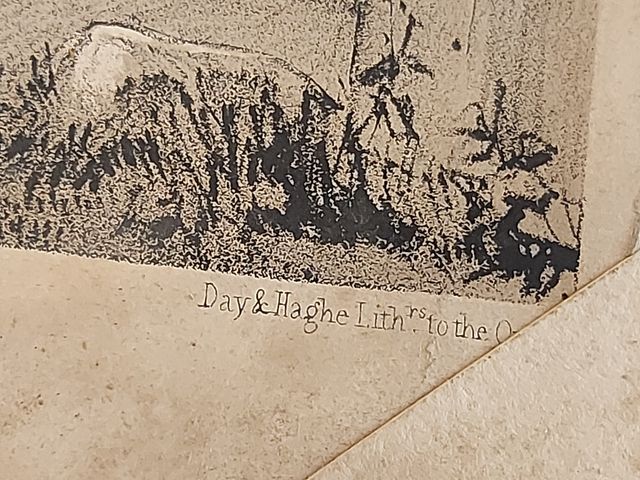 Day & Haghe Lith.rs to the Q